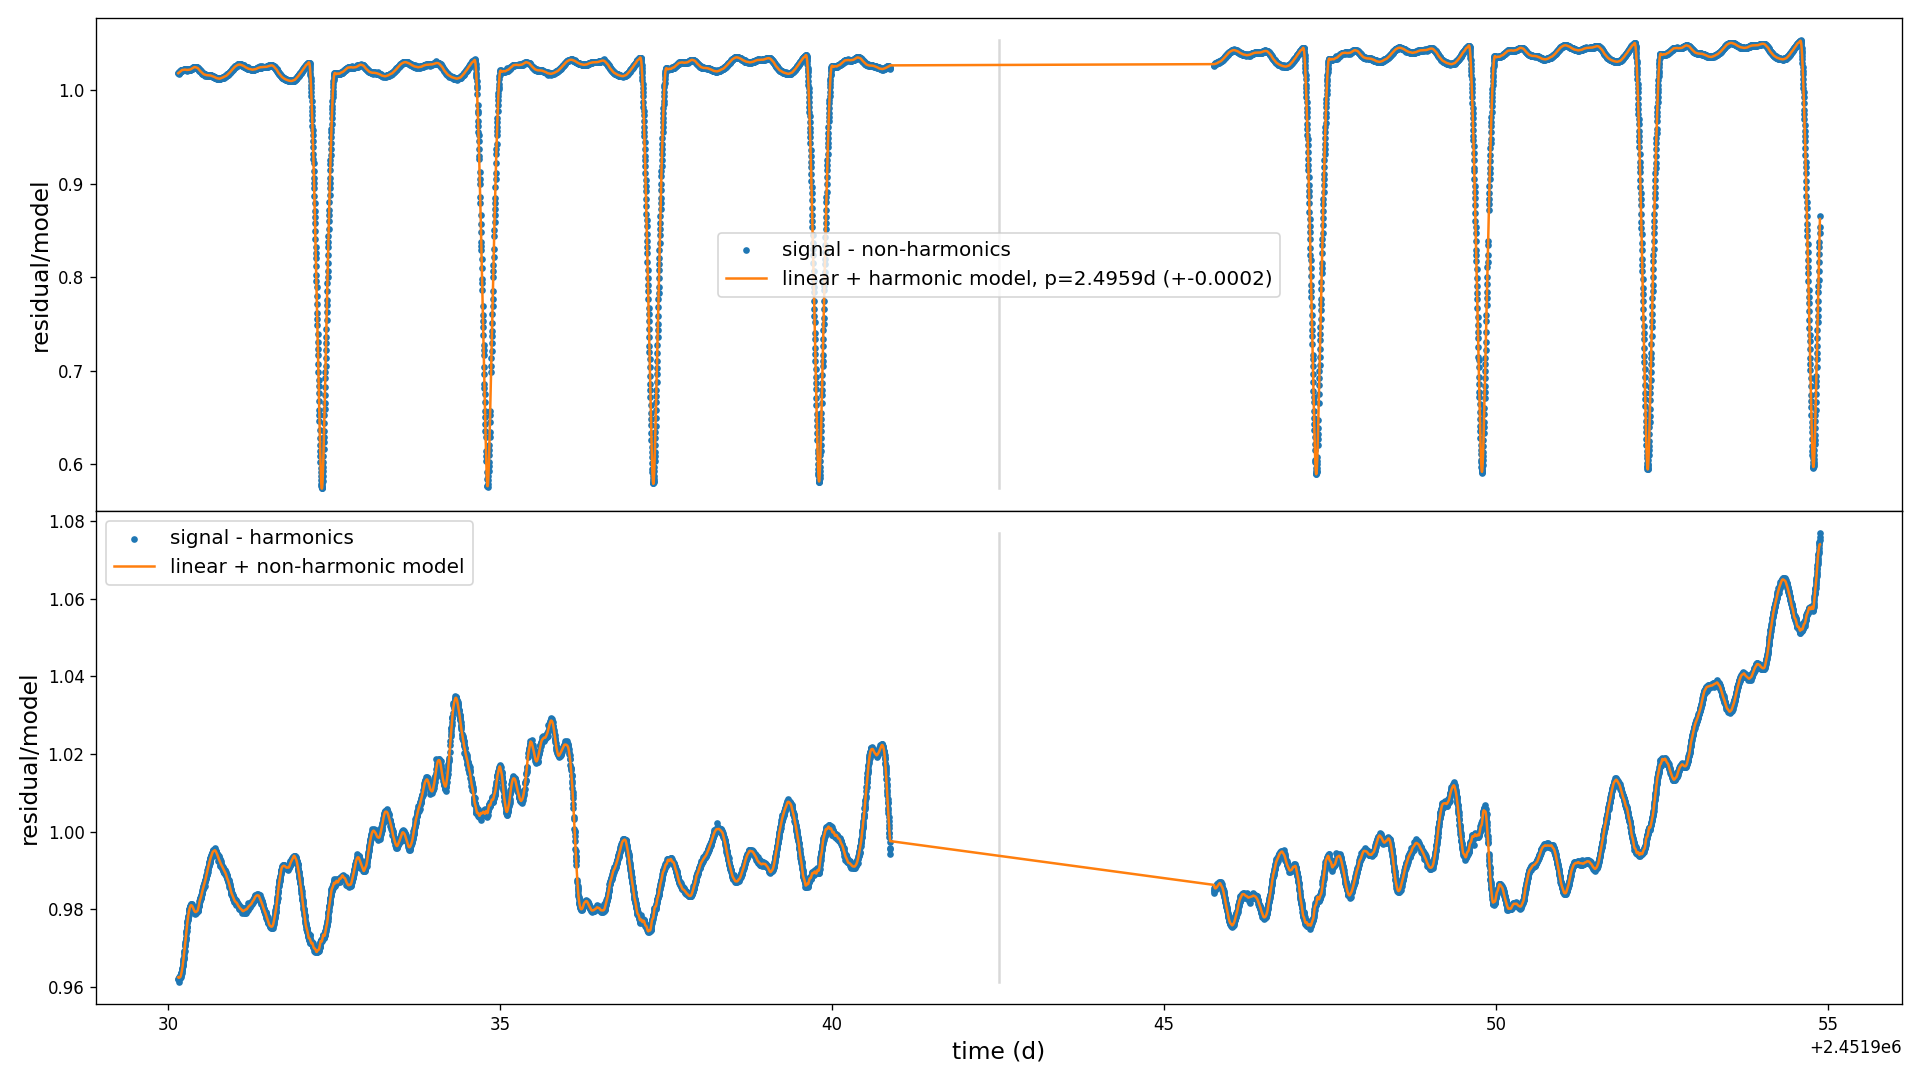 residual/model
1.0
0.9
0.8
0.7
0.6
signal - non-harmonics
linear + harmonic model, p=2.4959d (+-0.0002)
residual/model
1.08
1.06
1.04
1.02
1.00
0.98
0.96
signal - harmonics
linear + non-harmonic model
30 35 40 45 50 55
time (d)
+2.4519e6